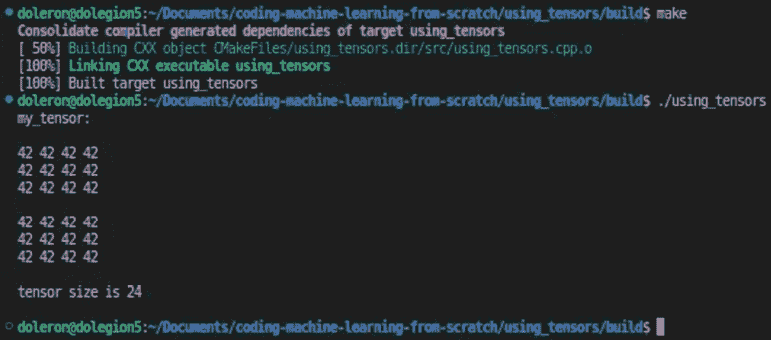 doleron@dolegion5:~/Documents/coding-machine-learning-from-scratch/using_tensors/build$ make
Consolidate compiler generated dependencies of target using_tensors
[ 50%] Building CXX object CMakeFiles/using_tensors.dir/src/using_tensors.cpp.o
[100%] Linking CXX executable using_tensors
[100%] Built target using_tensors
doleron@dolegion5:~/Documents/coding-machine-learning-from-scratch/using_tensors/build$ ./using_tensors
my_tensor:
42 42 42 42
42 42 42 42
42 42 42 42
42 42 42 42
42 42 42 42
42 42 42 42
tensor size is 24
doleron@dolegion5:~/Documents/coding-machine-learning-from-scratch/using_tensors/build$